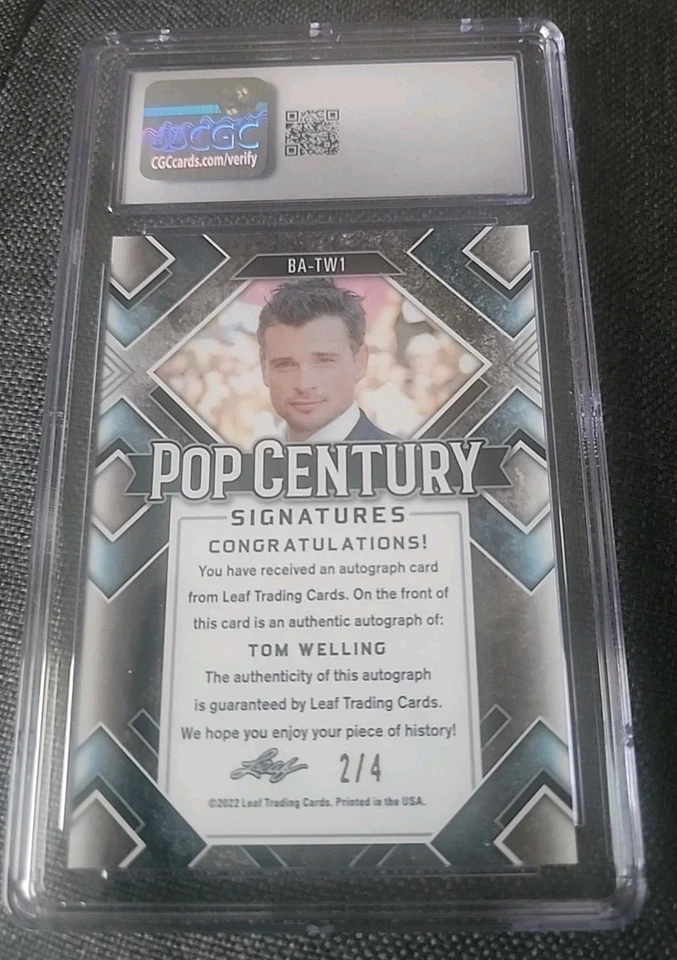 CGC
CGCcards.com/verify
BA-TW1
POP CENTURY
SIGNATURES
CONGRATULATIONS!
You have received an autograph card
from Leaf Trading Cards. On the front of
this card is an authentic autograph of:
TOM WELLING
The authenticity of this autograph
is guaranteed by Leaf Trading Cards.
We hope you enjoy your piece of history!
Leaf 2/4
©2022 Leaf Trading Cards. Printed in the USA.